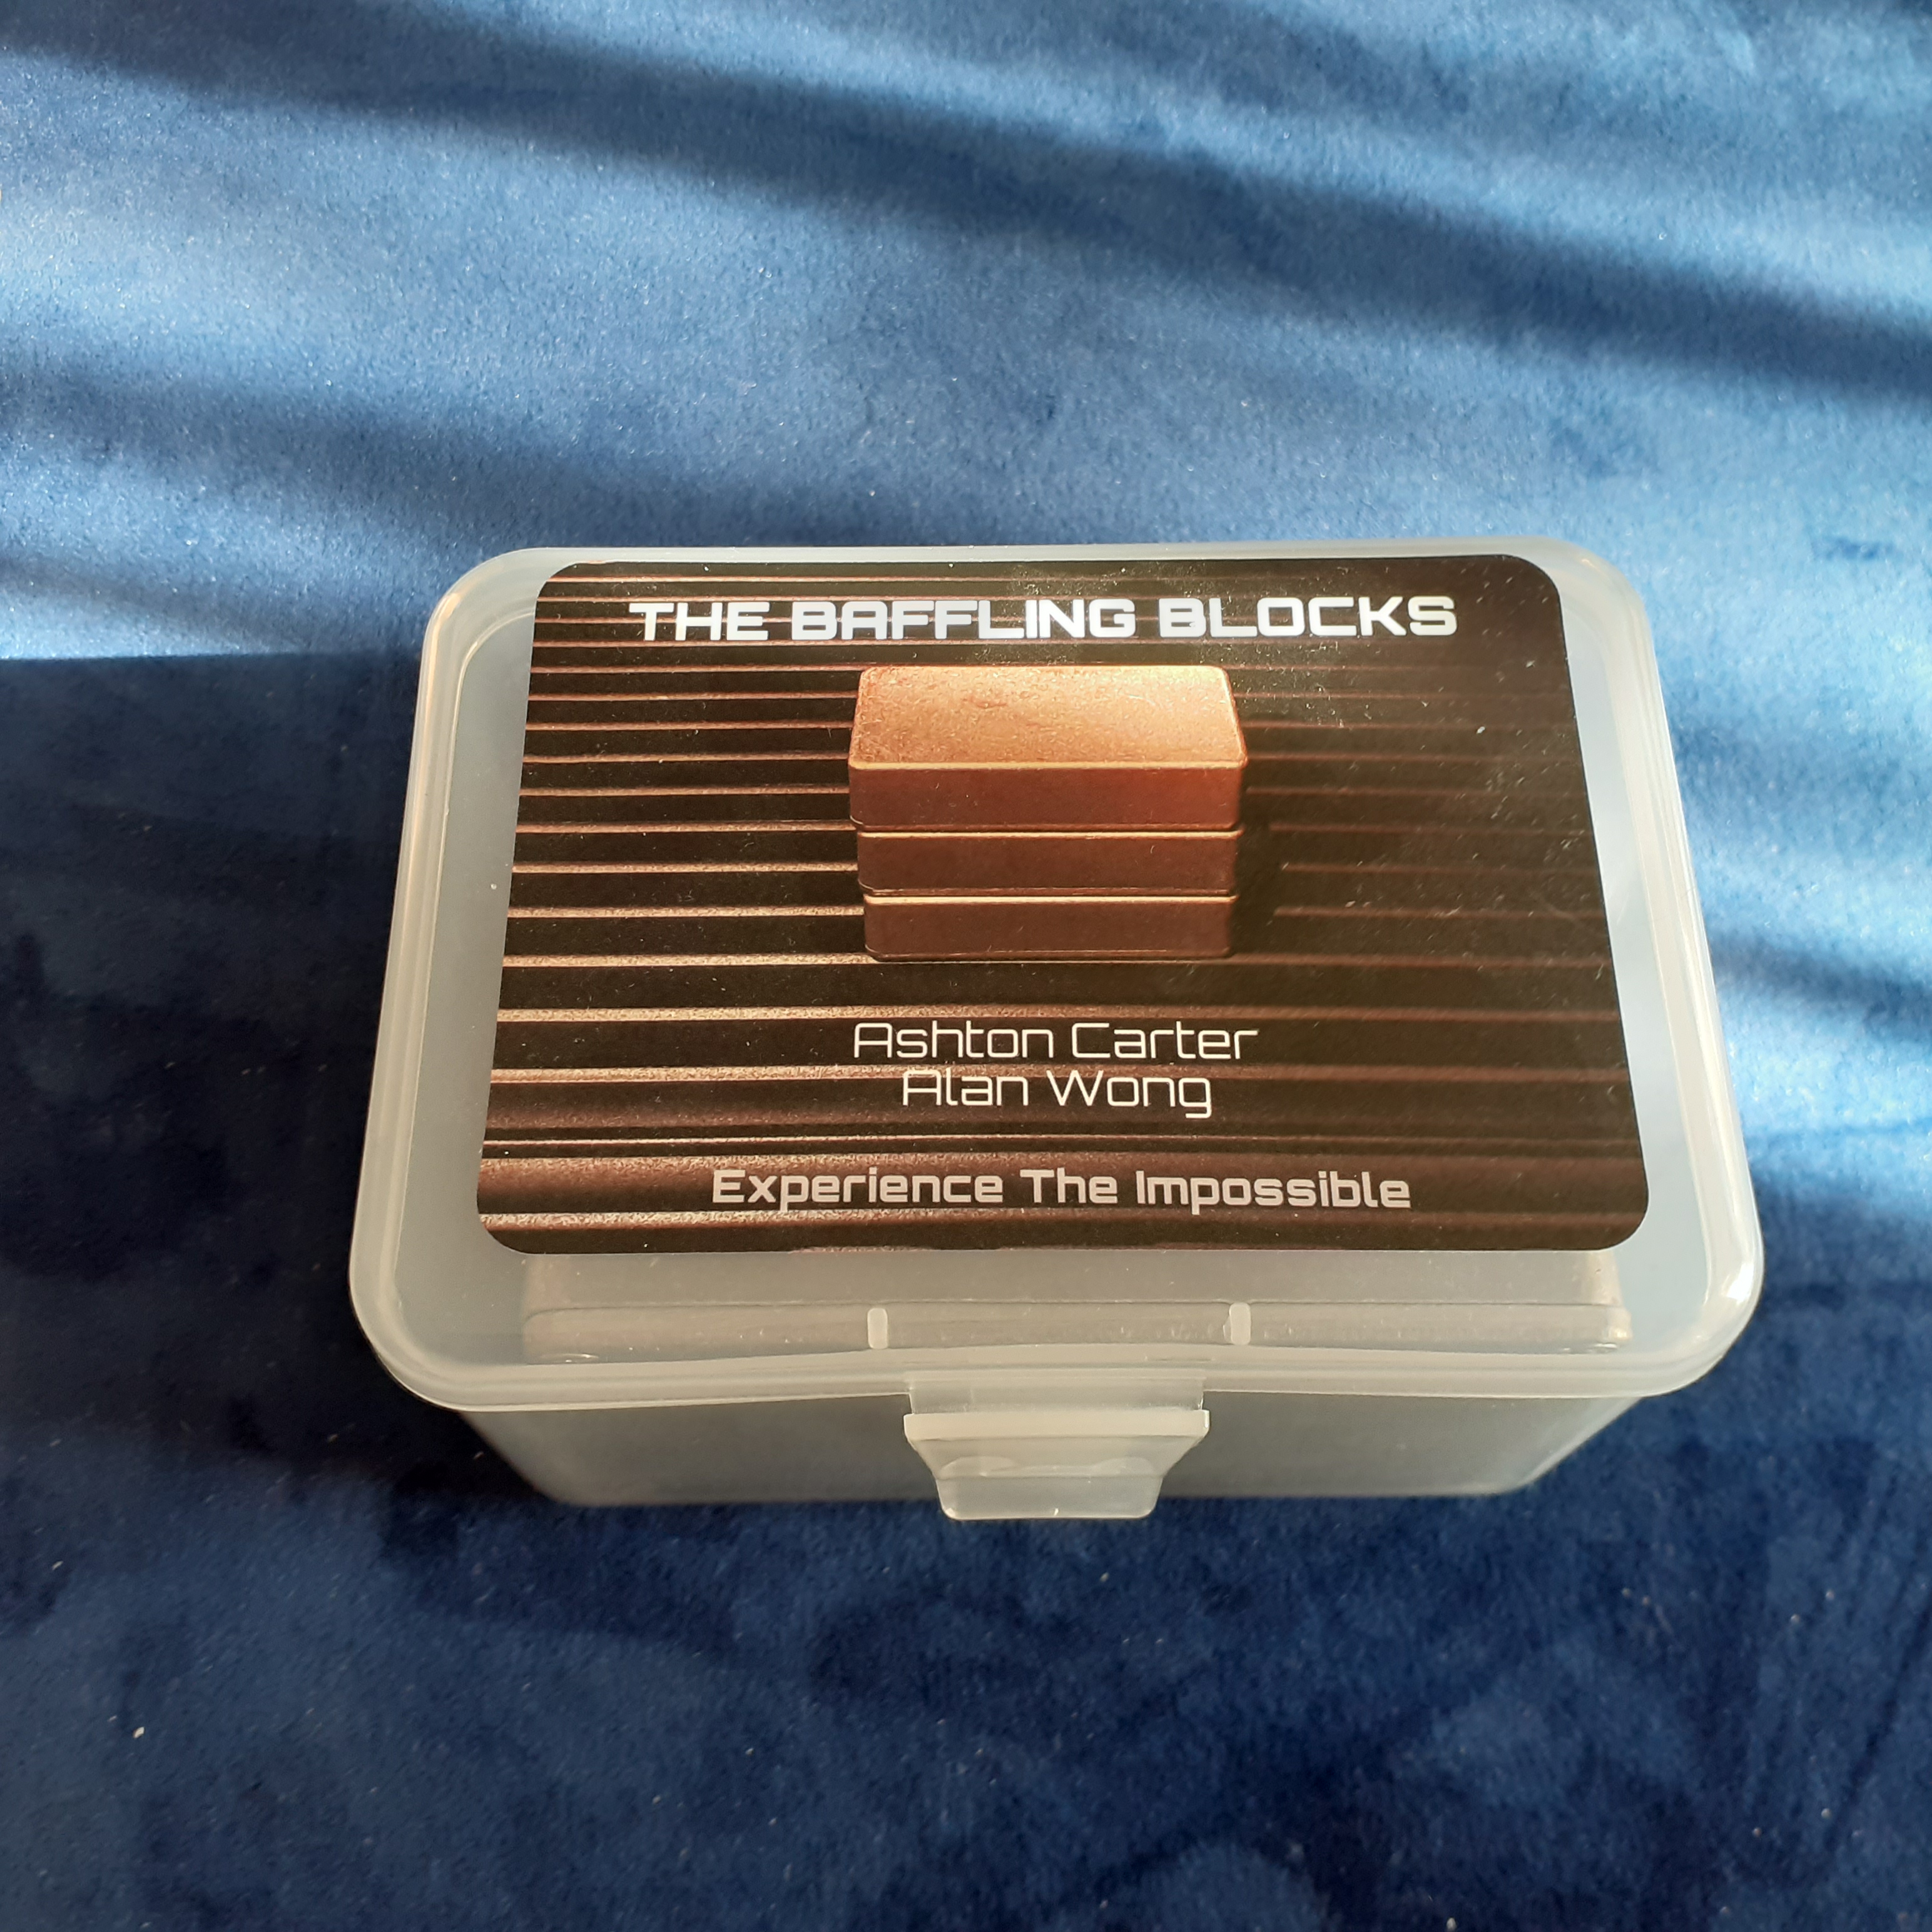 THE BAFFLING BLOCKS
Ashton Carter
Alan Wong
Experience The Impossible